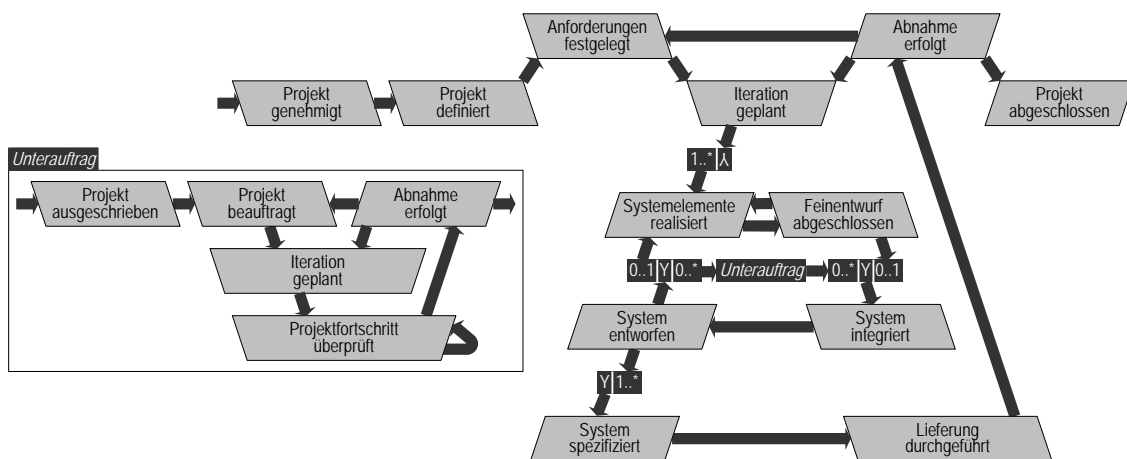 Anforderungen
festgelegt
Abnahme
erfolgt
Projekt
genehmigt
Projekt
definiert
Iteration
geplant
Projekt
abgeschlossen
1..*
Unterauftrag
Projekt
ausgeschrieben
Projekt
beauftragt
Abnahme
erfolgt
Iteration
geplant
Projektfortschritt
überprüft
Systemelemente
realisiert
Feinentwurf
abgeschlossen
0..1 Y 0..*
Unterauftrag
0..* Y 0..1
System
entworfen
System
integriert
Y 1..*
System
spezifiziert
Lieferung
durchgeführt